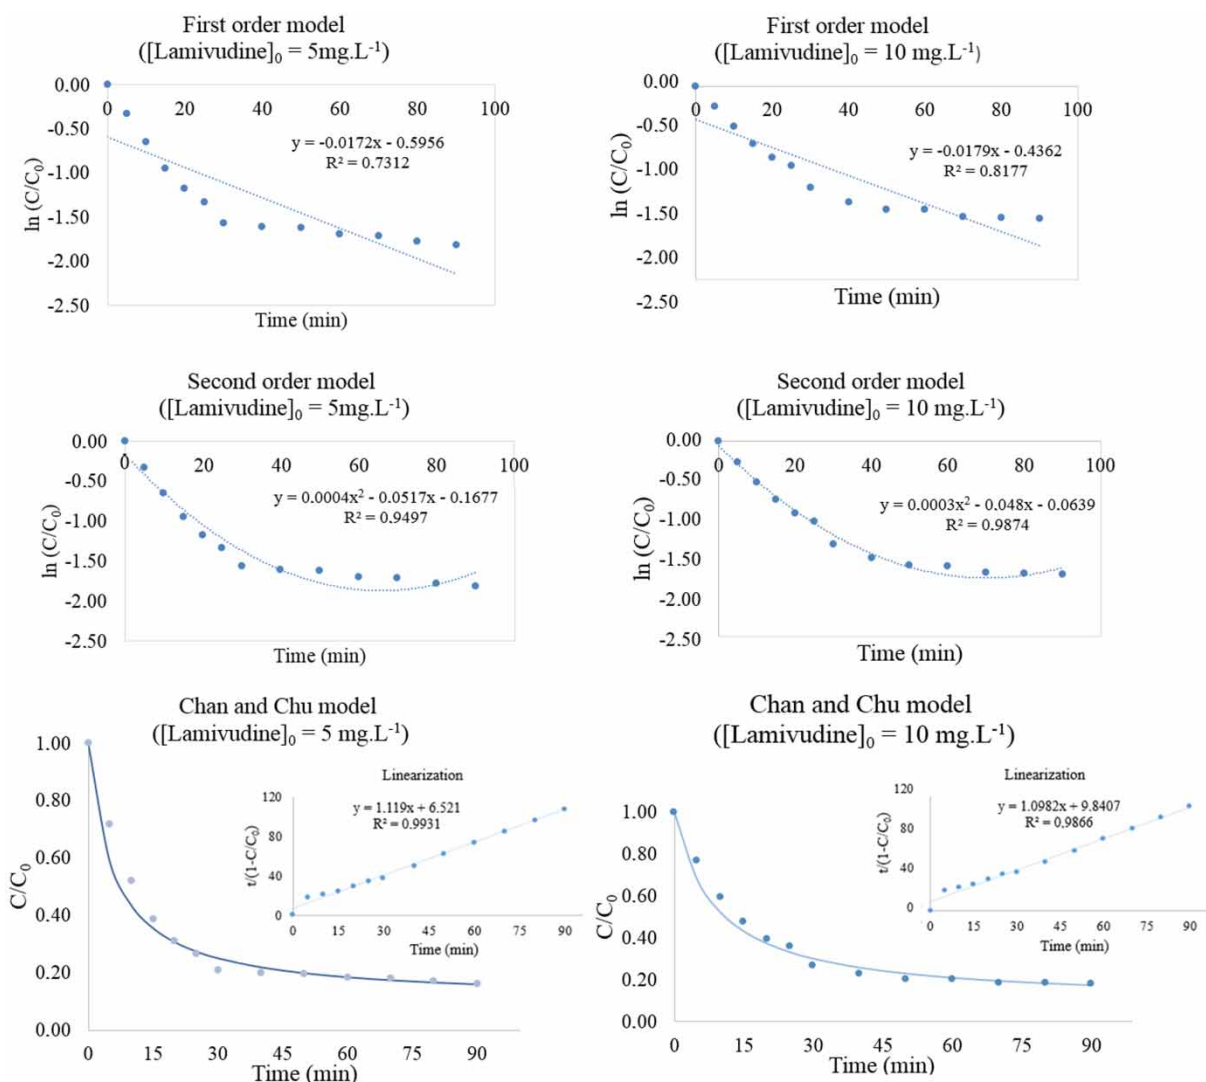 First order model
([Lamivudine]0 = 5mg.L-1)
0.00
0 20 40 60 80 100
-0.50
y = -0.0172x - 0.5956
R² = 0.7312
-1.00
-1.50
-2.00
-2.50
ln (C/C0)
Time (min)
First order model
([Lamivudine]0 = 10 mg.L-1)
0.00
0 20 40 60 80 100
-0.50
y = -0.0179x - 0.4362
R² = 0.8177
-1.00
-1.50
-2.00
-2.50
ln (C/C0)
Time (min)
Second order model
([Lamivudine]0 = 5mg.L-1)
0.00
0 20 40 60 80 100
-0.50
y = 0.0004x² - 0.0517x - 0.1677
R² = 0.9497
-1.00
-1.50
-2.00
-2.50
ln (C/C0)
Time (min)
Second order model
([Lamivudine]0 = 10 mg.L-1)
0.00
0 20 40 60 80 100
-0.50
y = 0.0003x² - 0.048x - 0.0639
R² = 0.9874
-1.00
-1.50
-2.00
-2.50
ln (C/C0)
Time (min)
Chan and Chu model
([Lamivudine]0 = 5 mg.L-1)
1.00
0.80
0.60
0.40
0.20
0.00
C/C0
0 15 30 45 60 75 90
Time (min)
Linearization
120
y = 1.119x + 6.521
R² = 0.9931
80
40
0
t/(1-C/C0)
0 15 30 45 60 75 90
Time (min)
Chan and Chu model
([Lamivudine]0 = 10 mg.L-1)
1.00
0.80
0.60
0.40
0.20
0.00
C/C0
0 15 30 45 60 75 90
Time (min)
Linearization
120
y = 1.0982x + 9.8407
R² = 0,9866
80
40
0
t/(1-C/C0)
0 15 30 45 60 75 90
Time (min)